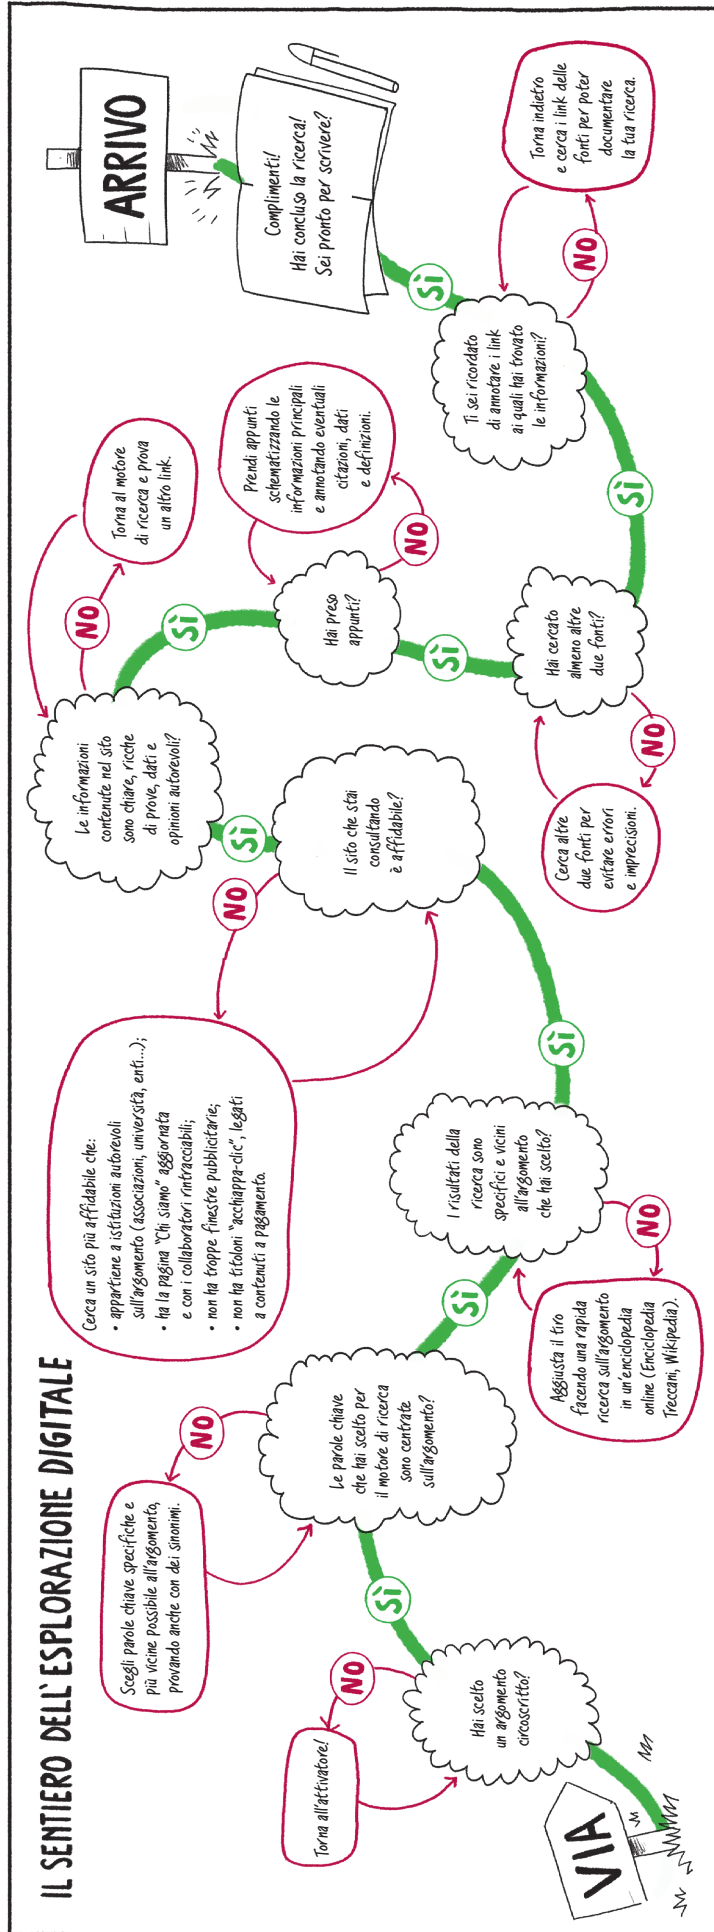 IL SENTIERO DELL'ESPLORAZIONE DIGITALE
VIA
Hai scelto
un argomento
circoscritto?
NO
Torna all'attivatore!
SÌ
Le parole chiave
che hai scelto per
il motore di ricerca
sono centrate
sull'argomento?
NO
Scegli parole chiave specifiche e
più vicine possibile all'argomento,
provando anche con dei sinonimi.
SÌ
I risultati della
ricerca sono
specifici e vicini
all'argomento
che hai scelto?
NO
Aggiusta il tiro
facendo una rapida
ricerca sull'argomento
in un'enciclopedia
online (Enciclopedia
Treccani, Wikipedia).
SÌ
Il sito che stai
consultando
è affidabile?
NO
Cerca un sito più affidabile che:
• appartiene a istituzioni autorevoli
sull'argomento (associazioni, università, enti...);
• ha la pagina "Chi siamo" aggiornata
e con i collaboratori rintracciabili;
• non ha troppe finestre pubblicitarie;
• non ha titoloni "acchiappa-clic", legati
a contenuti a pagamento.
SÌ
Le informazioni
contenute nel sito
sono chiare, ricche
di prove, dati e
opinioni autorevoli?
NO
Torna al motore
di ricerca e prova
un altro link.
SÌ
Hai preso
appunti?
NO
Prendi appunti
schematizzando le
informazioni principali
e annotando eventuali
citazioni, dati
e definizioni.
SÌ
Hai cercato
almeno altre
due fonti?
NO
Cerca altre
due fonti per
evitare errori
e imprecisioni.
SÌ
Ti sei ricordato
di annotare i link
ai quali hai trovato
le informazioni?
NO
Torna indietro
e cerca i link delle
fonti per poter
documentare
la tua ricerca.
SÌ
Complimenti!
Hai concluso la ricerca!
Sei pronto per scrivere?
ARRIVO